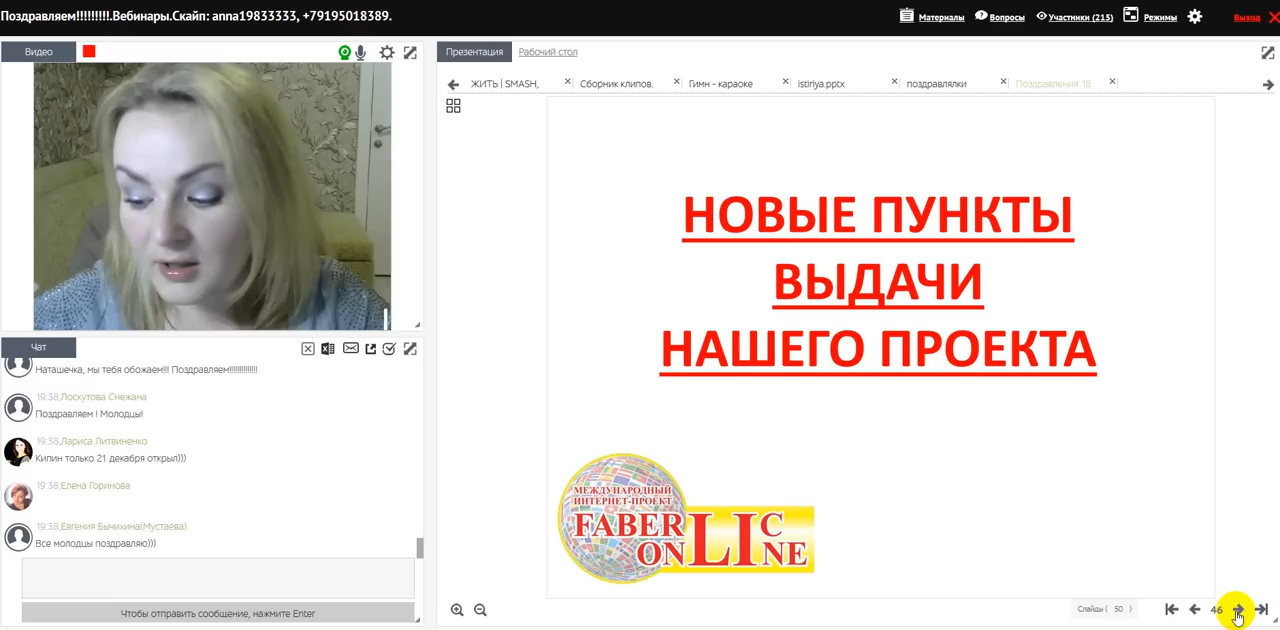 Поздравляем!!!!!!!!!.Вебинары.Скайп: anna19833333, +79195018389.
Материалы
Вопросы
Участники (215)
Режимы
Выход
Видео
Презентация
Рабочий стол
ЖИТЬ | SMASH,
Сборник клипов.
Гимн - караоке
istiriya.pptx
поздравлялки
Поздравления 18.
НОВЫЕ ПУНКТЫ
ВЫДАЧИ
НАШЕГО ПРОЕКТА
МЕЖДУНАРОДНЫЙ
ИНТЕРНЕТ-ПРОЕКТ
FABERLIC
ONLINE
Чат
Наташечка, мы тебя обожаем!!! Поздравляем!!!!!!!!!!!!!
19:38,Лоскутова Снежана
Поздравляем ! Молодцы!
19:38,Лариса Литвиненко
Кипин только 21 декабря открыл)))
19:38,Елена Горинова
19:38,Евгения Бычихина(Мустаева)
Все молодцы поздравляю)))
Чтобы отправить сообщение, нажмите Enter
Слайды ( 50 )
46